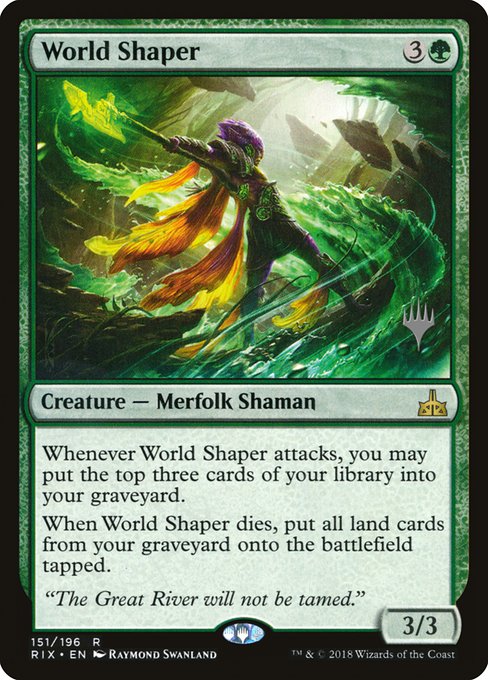 World Shaper 3
Creature — Merfolk Shaman
Whenever World Shaper attacks, you may
put the top three cards of your library into
your graveyard.
When World Shaper dies, put all land cards
from your graveyard onto the battlefield
tapped.
“The Great River will not be tamed.”
3/3
151/196 R
RIX • EN Raymond Swanland
™ & © 2018 Wizards of the Coast